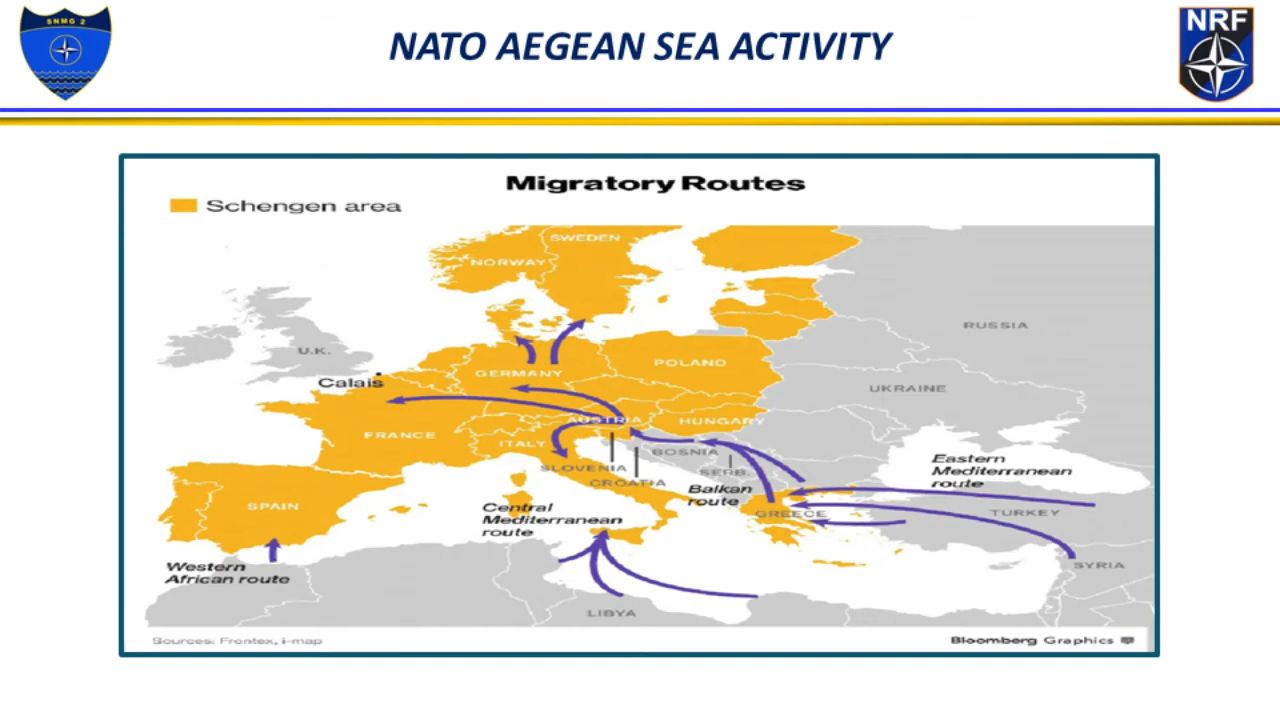 SNMG 2
NATO AEGEAN SEA ACTIVITY
NRF
Migratory Routes
Schengen area
SWEDEN
NORWAY
RUSSIA
U.K.
Calais
GERMANY
POLAND
UKRAINE
FRANCE
AUSTRIA
HUNGARY
ITALY
SLOVENIA
CROATIA
BOSNIA
SERB.
Balkan
route
Eastern
Mediterranean
route
SPAIN
Central
Mediterranean
route
GREECE
TURKEY
SYRIA
Western
African route
LIBYA
Sources: Frontex, i-map
Bloomberg Graphics